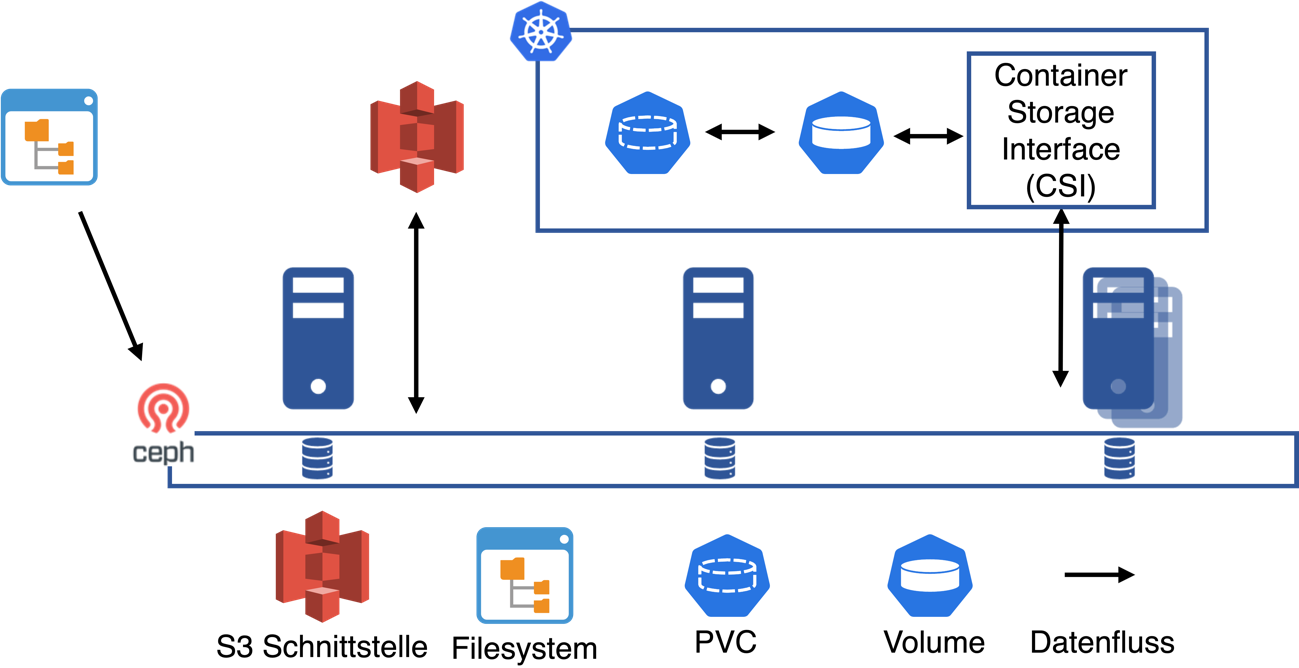 Container
Storage
Interface
(CSI)
ceph
S3 Schnittstelle
Filesystem
PVC
Volume
Datenfluss